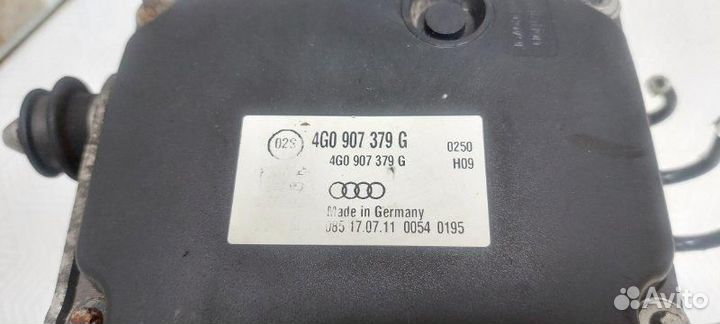 02S 4G0 907 379 G 0250
4G0 907 379 G H09
Made in Germany
085 17.07.11 0054 0195
Avito